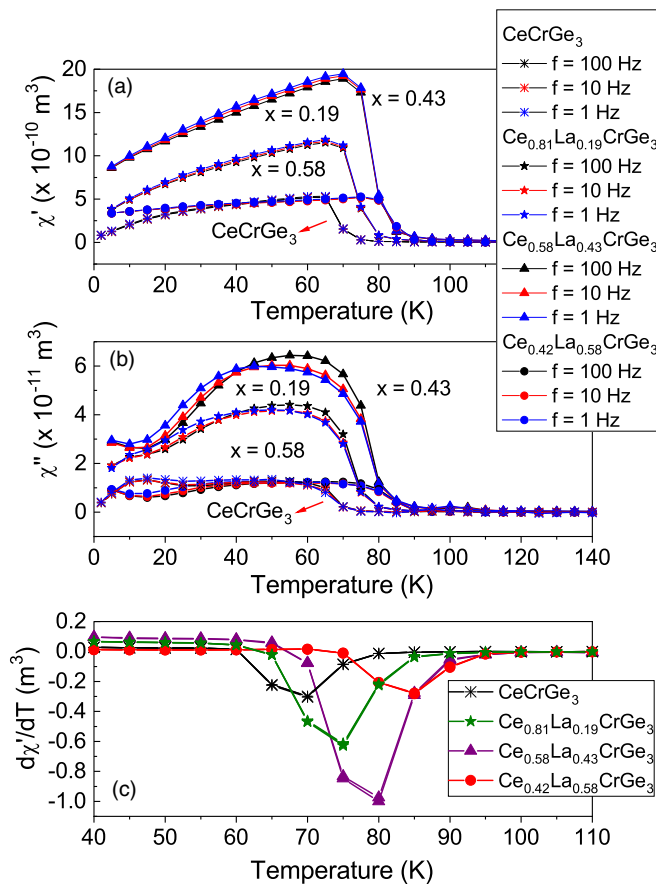 (a)
20
15
10
5
0
χ' (x 10⁻¹⁰ m³)
x = 0.43
x = 0.19
x = 0.58
CeCrGe₃
0 20 40 60 80 100
Temperature (K)
CeCrGe₃
f = 100 Hz
f = 10 Hz
f = 1 Hz
Ce₀.₈₁La₀.₁₉CrGe₃
f = 100 Hz
f = 10 Hz
f = 1 Hz
Ce₀.₅₈La₀.₄₃CrGe₃
f = 100 Hz
f = 10 Hz
f = 1 Hz
Ce₀.₄₂La₀.₅₈CrGe₃
f = 100 Hz
f = 10 Hz
f = 1 Hz
(b)
6
4
2
0
χ" (x 10⁻¹¹ m³)
x = 0.19
x = 0.43
x = 0.58
CeCrGe₃
0 20 40 60 80 100 120 140
Temperature (K)
0.2
0.0
-0.2
-0.4
-0.6
-0.8
-1.0
dχ'/dT (m³)
(c)
CeCrGe₃
Ce₀.₈₁La₀.₁₉CrGe₃
Ce₀.₅₈La₀.₄₃CrGe₃
Ce₀.₄₂La₀.₅₈CrGe₃
40 50 60 70 80 90 100 110
Temperature (K)